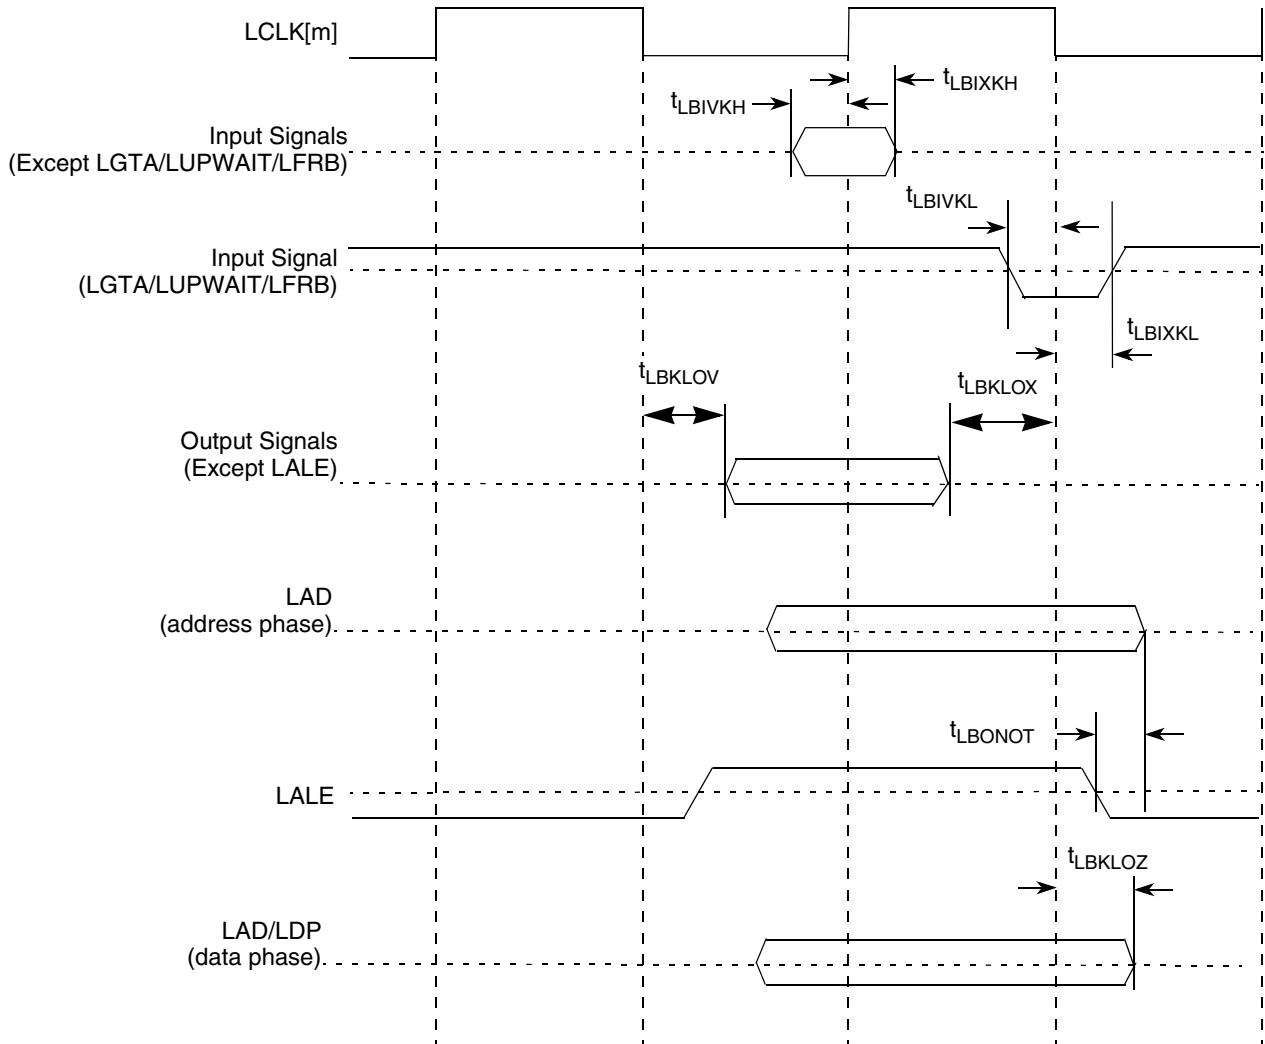 LCLK[m]
tLBIXKH
tLBIVKH
Input Signals
(Except LGTA/LUPWAIT/LFRB)
tLBIVKL
Input Signal
(LGTA/LUPWAIT/LFRB)
tLBIXKL
tLBKLOV
tLBKLOX
Output Signals
(Except LALE)
LAD
(address phase)
tLBONOT
LALE
tLBKLOZ
LAD/LDP
(data phase)